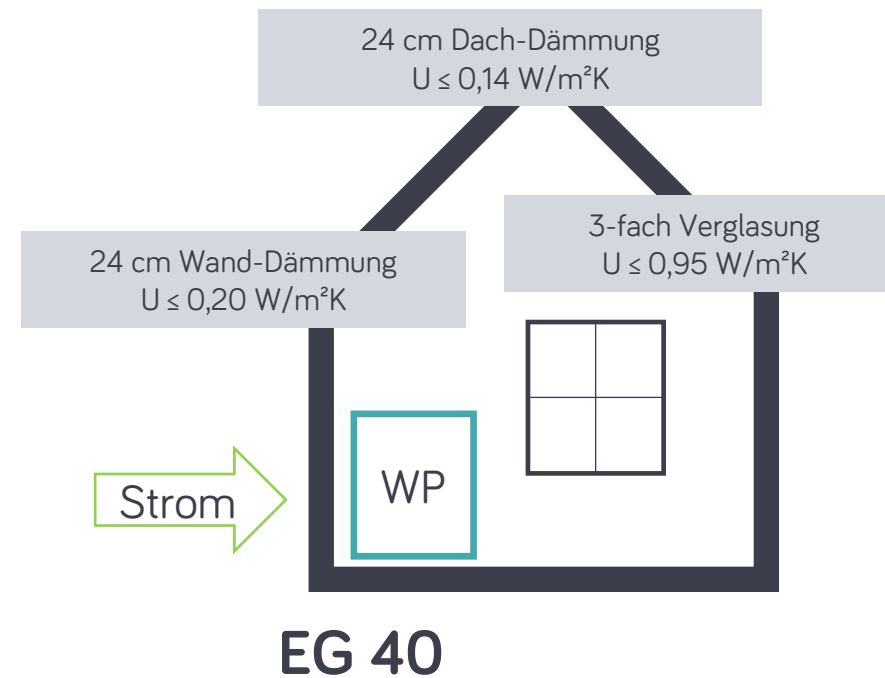 24 cm Dach-Dämmung
U ≤ 0,14 W/m²K
3-fach Verglasung
U ≤ 0,95 W/m²K
24 cm Wand-Dämmung
U ≤ 0,20 W/m²K
Strom
WP
EG 40